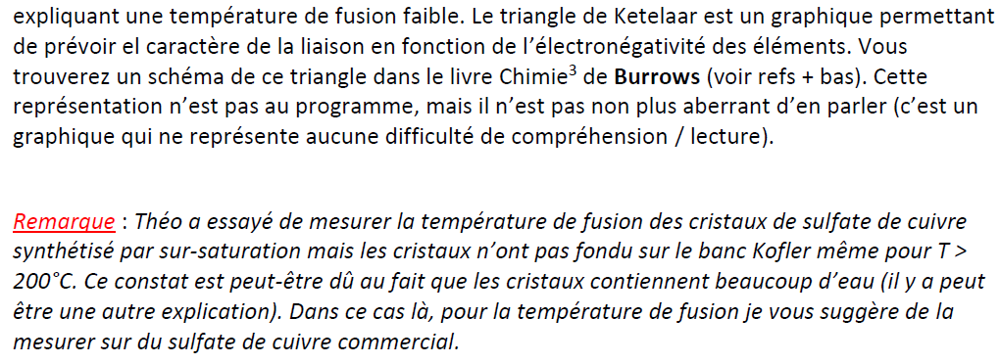 expliquant une température de fusion faible. Le triangle de Ketelaar est un graphique permettant
de prévoir el caractère de la liaison en fonction de l’électronégativité des éléments. Vous
trouverez un schéma de ce triangle dans le livre Chimie³ de Burrows (voir refs + bas). Cette
représentation n’est pas au programme, mais il n’est pas non plus aberrant d’en parler (c’est un
graphique qui ne représente aucune difficulté de compréhension / lecture).
Remarque : Théo a essayé de mesurer la température de fusion des cristaux de sulfate de cuivre
synthétisé par sur-saturation mais les cristaux n’ont pas fondu sur le banc Kofler même pour T >
200°C. Ce constat est peut-être dû au fait que les cristaux contiennent beaucoup d’eau (il y a peut
être une autre explication). Dans ce cas là, pour la température de fusion je vous suggère de la
mesurer sur du sulfate de cuivre commercial.